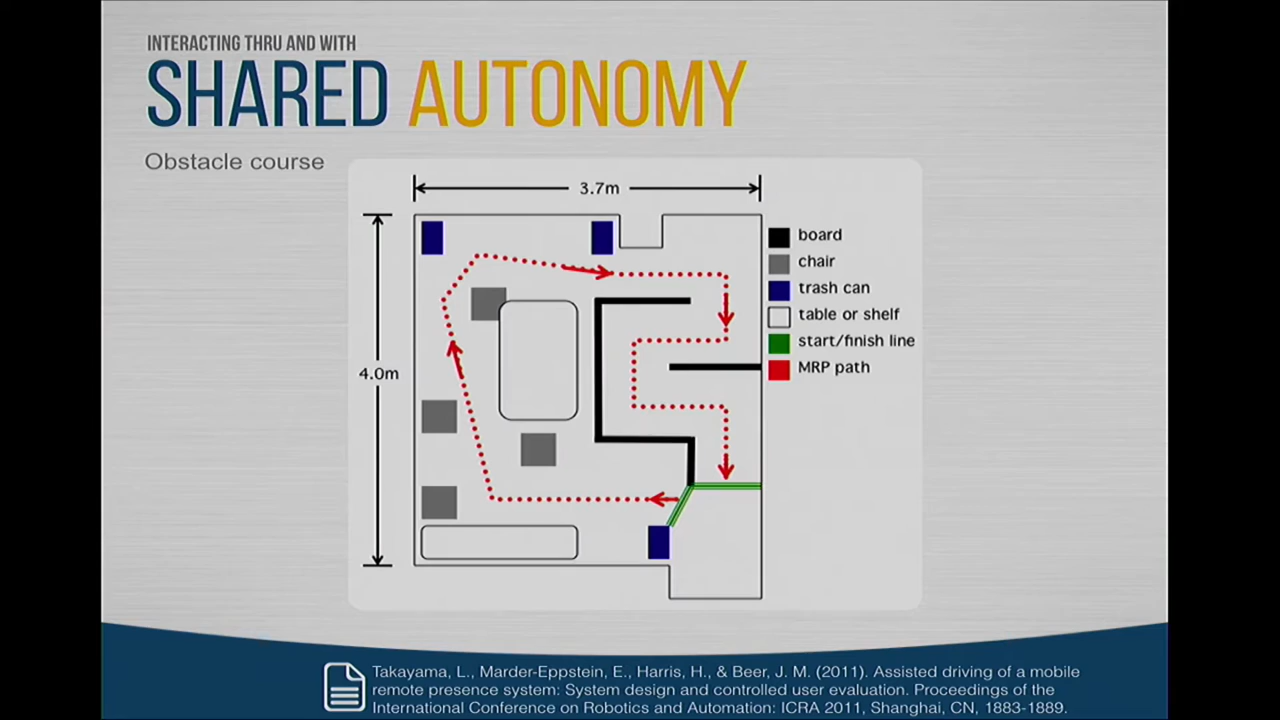 INTERACTING THRU AND WITH
SHARED AUTONOMY
Obstacle course
3.7m
4.0m
board
chair
trash can
table or shelf
start/finish line
MRP path
Takayama, L., Marder-Eppstein, E., Harris, H., & Beer, J. M. (2011). Assisted driving of a mobile
remote presence system: System design and controlled user evaluation. Proceedings of the
International Conference on Robotics and Automation: ICRA 2011, Shanghai, CN, 1883-1889.